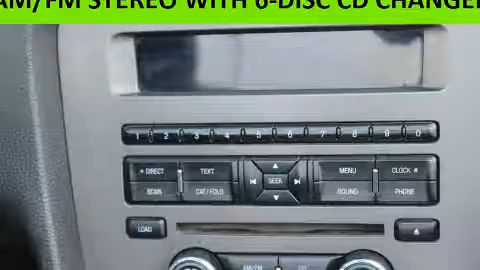 AM/FM STEREO WITH 6-DISC CD CHANGER
1 2 3 4 5 6 7 8 9 0
* DIRECT TEXT MENU CLOCK #
SEEK
SCAN CAT/FOLD SOUND PHONE
LOAD
AM/FM CD